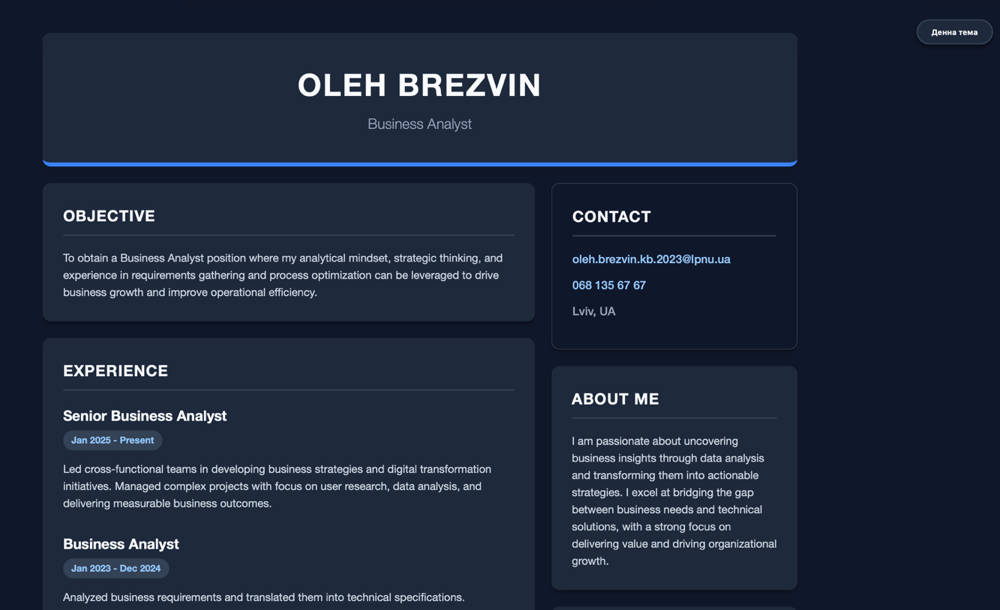 Денна тема
OLEH BREZVIN
Business Analyst
OBJECTIVE
To obtain a Business Analyst position where my analytical mindset, strategic thinking, and
experience in requirements gathering and process optimization can be leveraged to drive
business growth and improve operational efficiency.
EXPERIENCE
Senior Business Analyst
Jan 2025 - Present
Led cross-functional teams in developing business strategies and digital transformation
initiatives. Managed complex projects with focus on user research, data analysis, and
delivering measurable business outcomes.
Business Analyst
Jan 2023 - Dec 2024
Analyzed business requirements and translated them into technical specifications.
CONTACT
oleh.brezvin.kb.2023@lpnu.ua
068 135 67 67
Lviv, UA
ABOUT ME
I am passionate about uncovering
business insights through data analysis
and transforming them into actionable
strategies. I excel at bridging the gap
between business needs and technical
solutions, with a strong focus on
delivering value and driving organizational
growth.